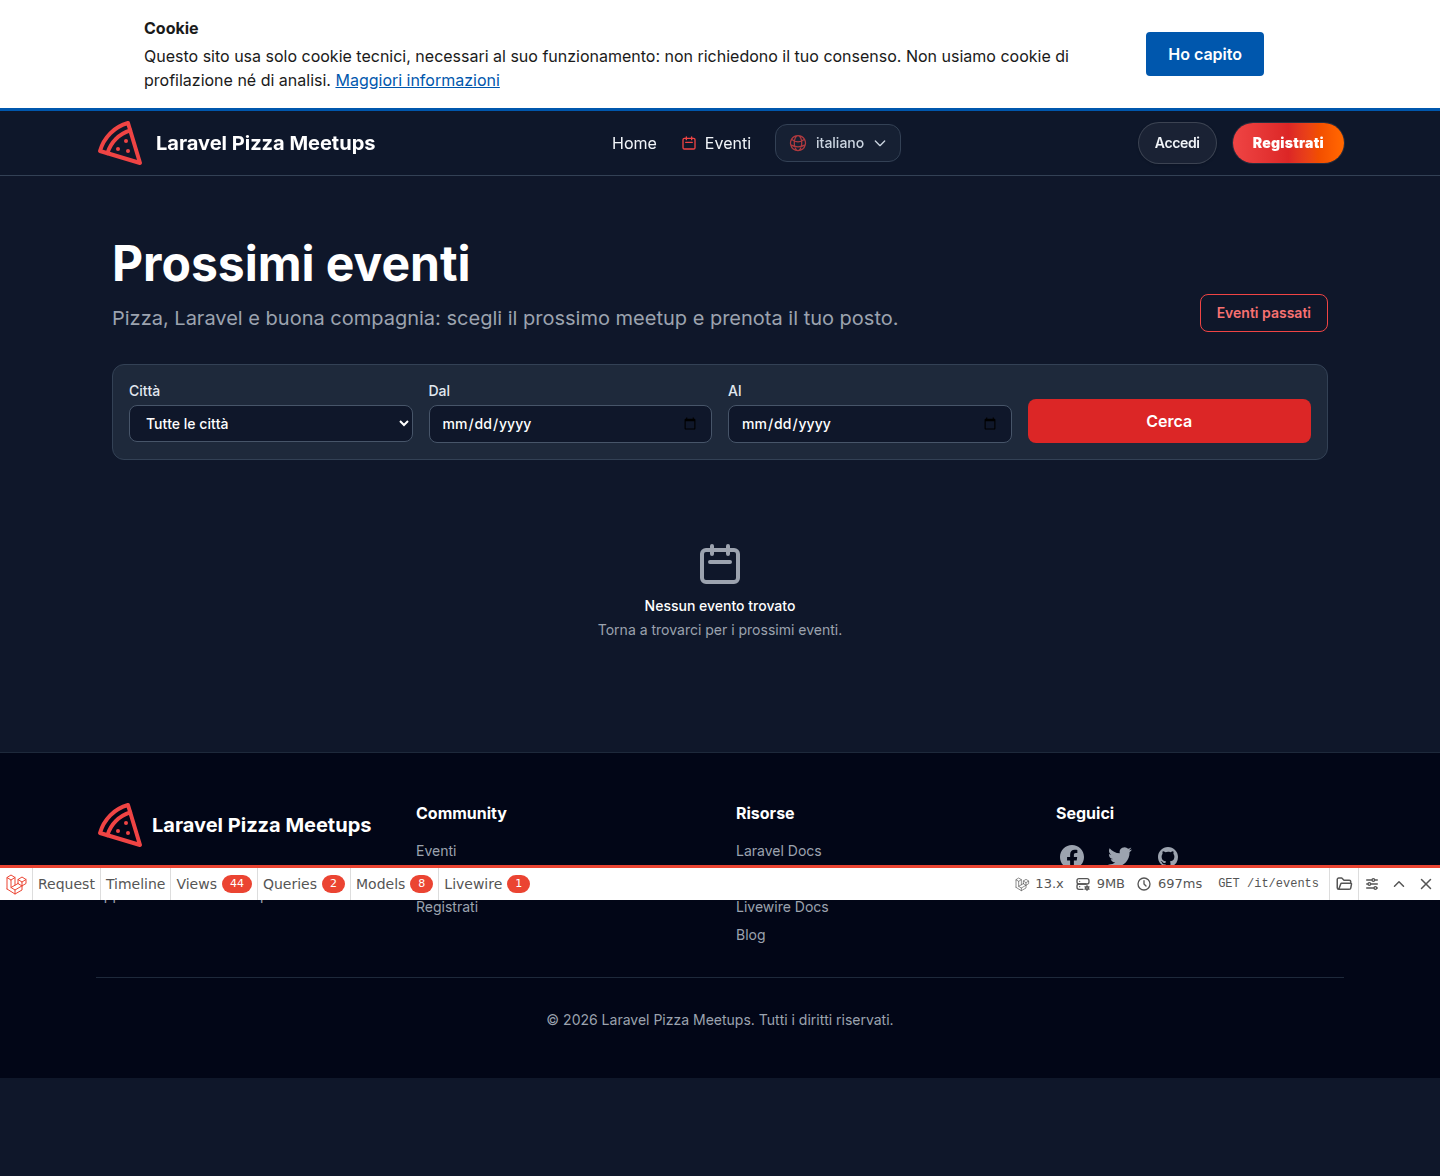 Cookie
Questo sito usa solo cookie tecnici, necessari al suo funzionamento: non richiedono il tuo consenso. Non usiamo cookie di
profilazione né di analisi. Maggiori informazioni
Ho capito
Laravel Pizza Meetups
Home
Eventi
italiano
Accedi
Registrati
Prossimi eventi
Pizza, Laravel e buona compagnia: scegli il prossimo meetup e prenota il tuo posto.
Eventi passati
Città
Dal
Al
Tutte le città
mm/dd/yyyy
mm/dd/yyyy
Cerca
Nessun evento trovato
Torna a trovarci per i prossimi eventi.
Laravel Pizza Meetups
Community
Risorse
Seguici
Eventi
Laravel Docs
Request
Timeline
Views 44
Queries 2
Models 8
Livewire 1
13.x
9MB
697ms
GET /it/events
Registrati
Livewire Docs
Blog
© 2026 Laravel Pizza Meetups. Tutti i diritti riservati.